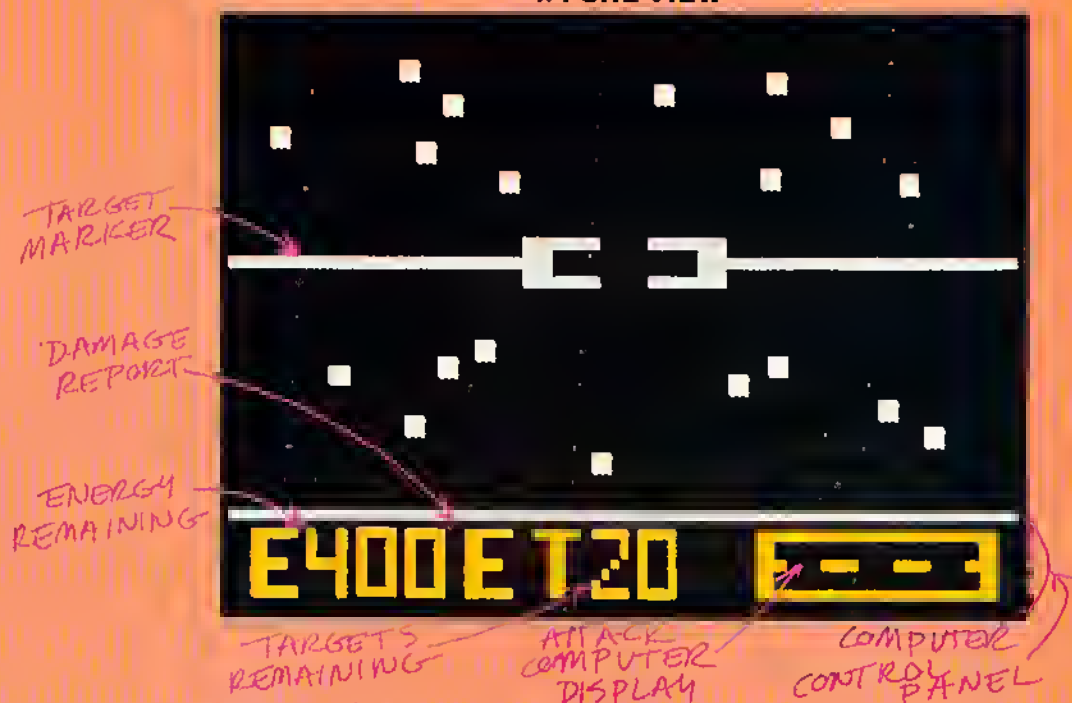 TARGET
MARKER
DAMAGE
REPORT
ENERGY
REMAINING
E400 E T20
TARGETS
REMAINING
ATTACK
COMPUTER
DISPLAY
COMPUTER
CONTROL
PANEL